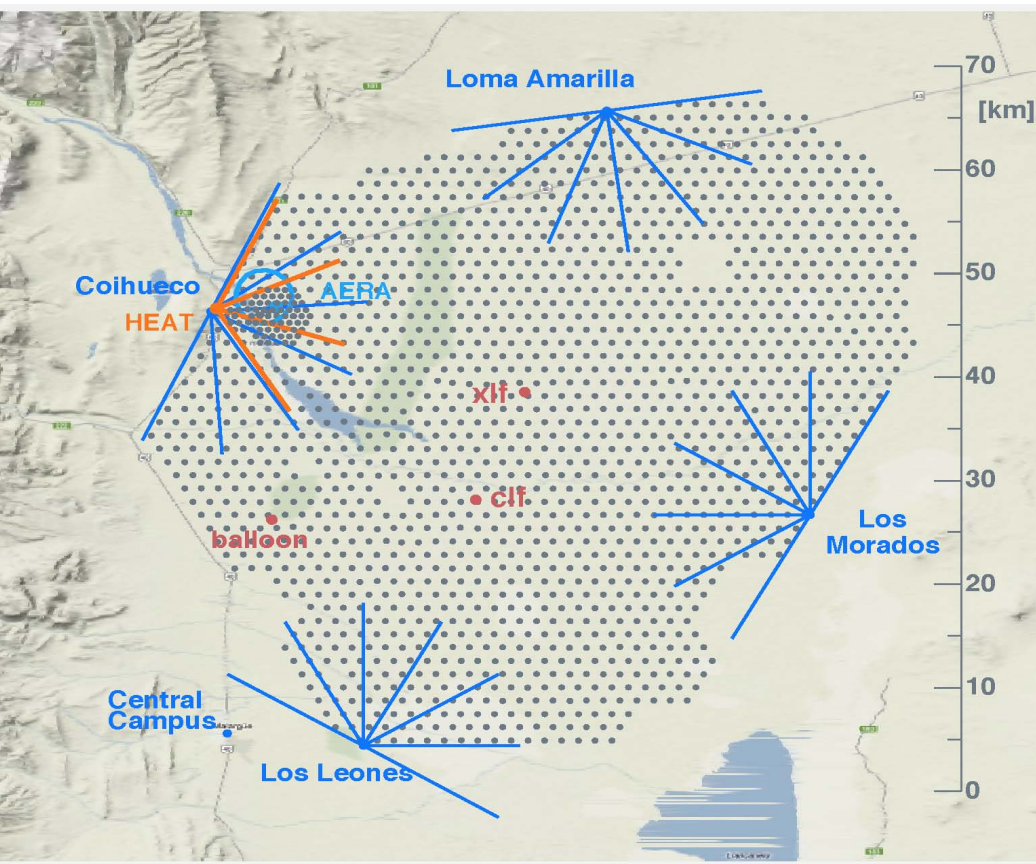 70
Loma Amarilla
[km]
60
50
Coihueco
AERA
HEAT
40
xlf
30
clf
Los
Morados
balloon
20
10
Central
Campus
Los Leones
0